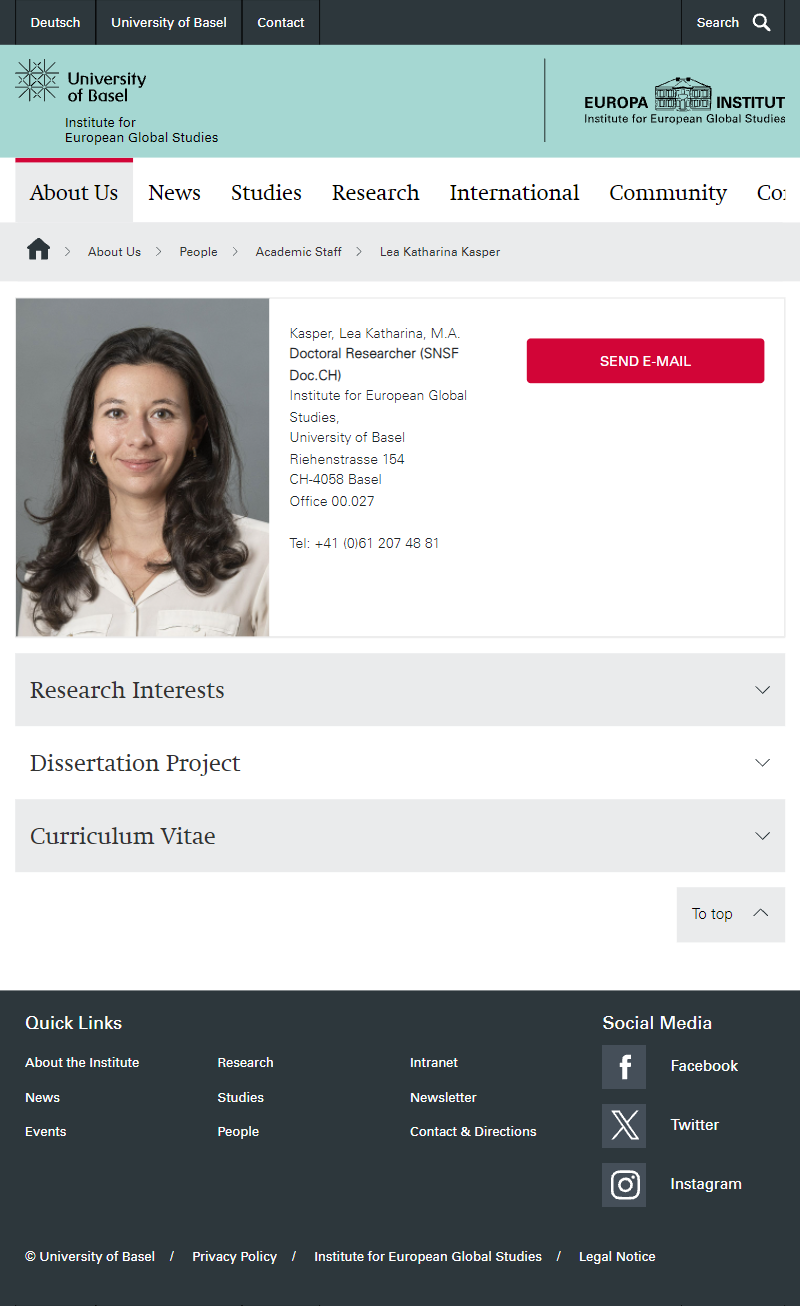 Deutsch
University of Basel
Contact
Search
University
of Basel
Institute for
European Global Studies
EUROPA INSTITUT
Institute for European Global Studies
About Us
News
Studies
Research
International
Community
Co
About Us
People
Academic Staff
Lea Katharina Kasper
Kasper, Lea Katharina, M.A.
Doctoral Researcher (SNSF
Doc.CH)
Institute for European Global
Studies,
University of Basel
Riehenstrasse 154
CH-4058 Basel
Office 00.027
Tel: +41 (0)61 207 48 81
SEND E-MAIL
Research Interests
Dissertation Project
Curriculum Vitae
To top
Quick Links
About the Institute
News
Events
Research
Studies
People
Intranet
Newsletter
Contact & Directions
Social Media
Facebook
Twitter
Instagram
© University of Basel / Privacy Policy / Institute for European Global Studies / Legal Notice